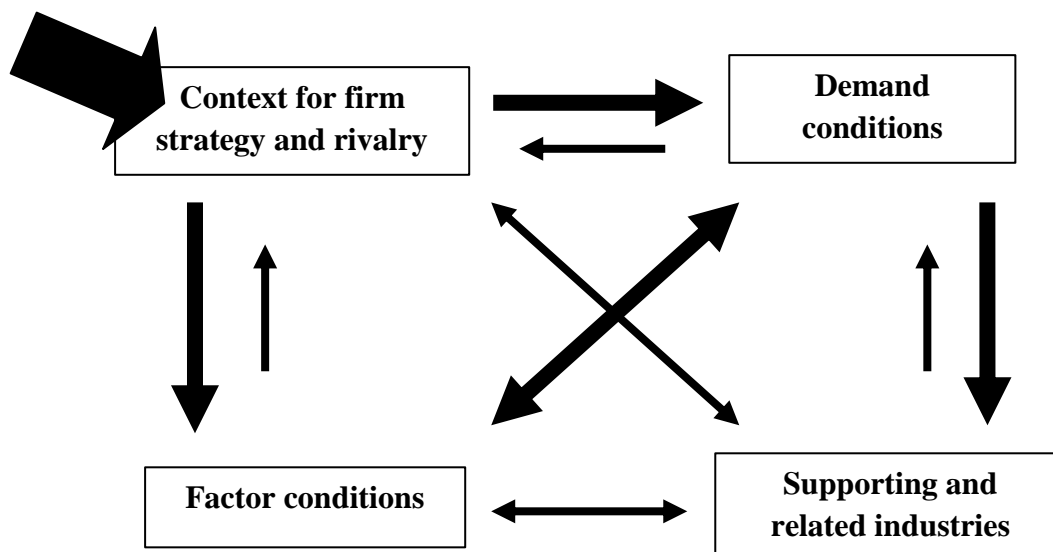 Context for firm
strategy and rivalry
Demand
conditions
Factor conditions
Supporting and
related industries